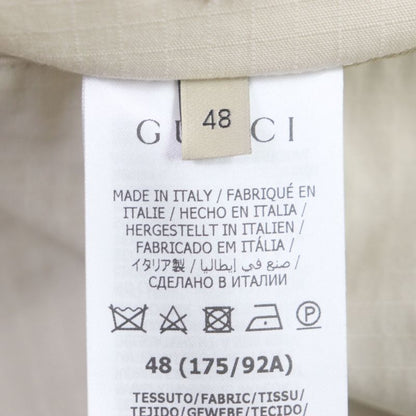 48
GUCCI
MADE IN ITALY / FABRIQUÉ EN
ITALIE / HECHO EN ITALIA /
HERGESTELLT IN ITALIEN /
FABRICADO EM ITÁLIA /
イタリア製 / صنع في إيطاليا /
СДЕЛАНО В ИТАЛИИ
P
48 (175/92A)
TESSUTO/FABRIC/TISSU/
TEJIDO/GEWEBE/TECIDO/